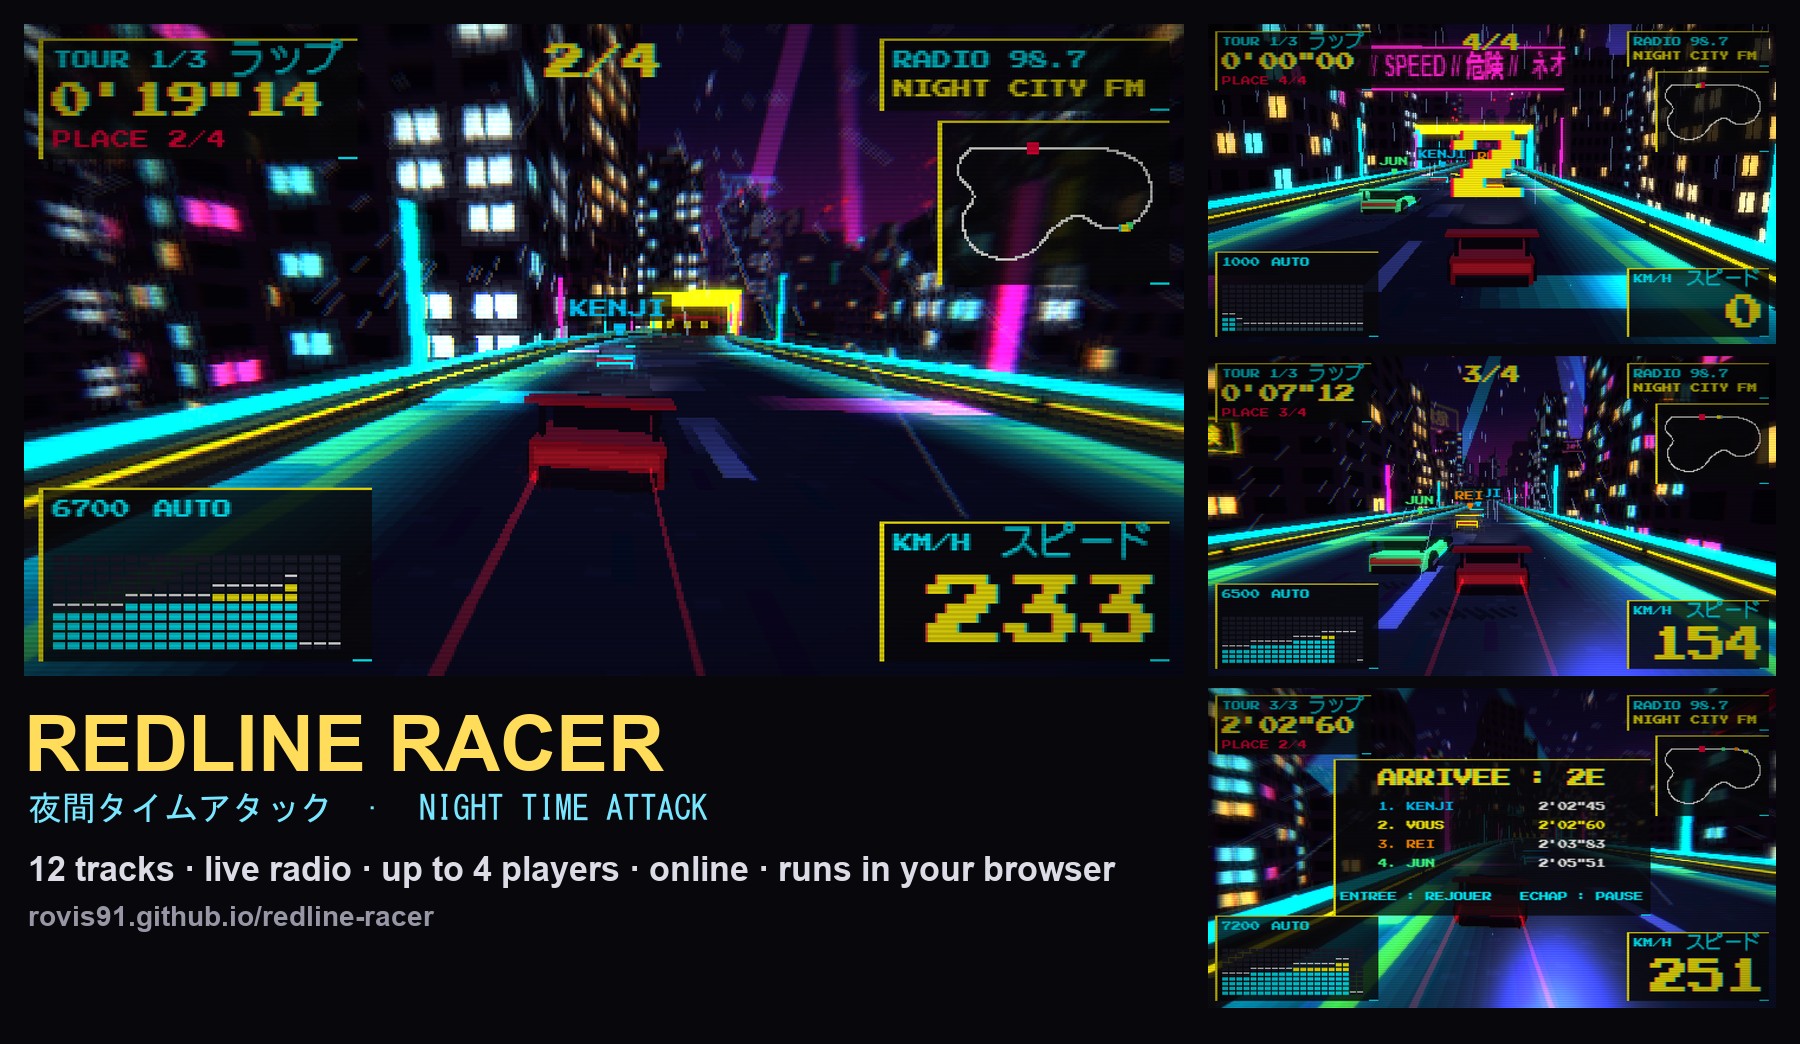 TOUR 1/3 ラップ
0'19"14
PLACE 2/4
2/4
RADIO 98.7
NIGHT CITY FM
KENJI
6700 AUTO
KM/H スピード
233
TOUR 1/3 ラップ
0'00"00
PLACE 4/4
4/4
// SPEED // 危険 // ネオ
RADIO 98.7
NIGHT CITY FM
JUN
KENJI
2
1000 AUTO
KM/H スピード
0
TOUR 1/3 ラップ
0'07"12
PLACE 3/4
3/4
RADIO 98.7
NIGHT CITY FM
JUN
REI
JI
6500 AUTO
KM/H スピード
154
TOUR 3/3 ラップ
2'02"60
PLACE 2/4
RADIO 98.7
NIGHT CITY FM
ARRIVEE : 2E
1. KENJI 2'02"45
2. VOUS 2'02"60
3. REI 2'03"83
4. JUN 2'05"51
ENTREE : REJOUER ECHAP : PAUSE
7200 AUTO
KM/H スピード
251
REDLINE RACER
夜間タイムアタック · NIGHT TIME ATTACK
12 tracks · live radio · up to 4 players · online · runs in your browser
rovis91.github.io/redline-racer